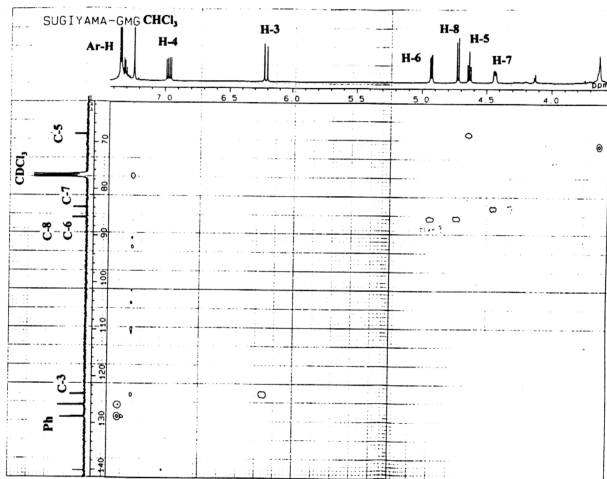 SUGIYAMA-GMG CHCl3
Ar-H
H-4
H-3
H-6
H-8
H-5
H-7
7.0
6.5
6.0
5.5
5.0
4.5
4.0
ppm
C-5
CDCl3
C-7
C-8
C-6
C-3
Ph
70
80
90
100
110
120
130
140